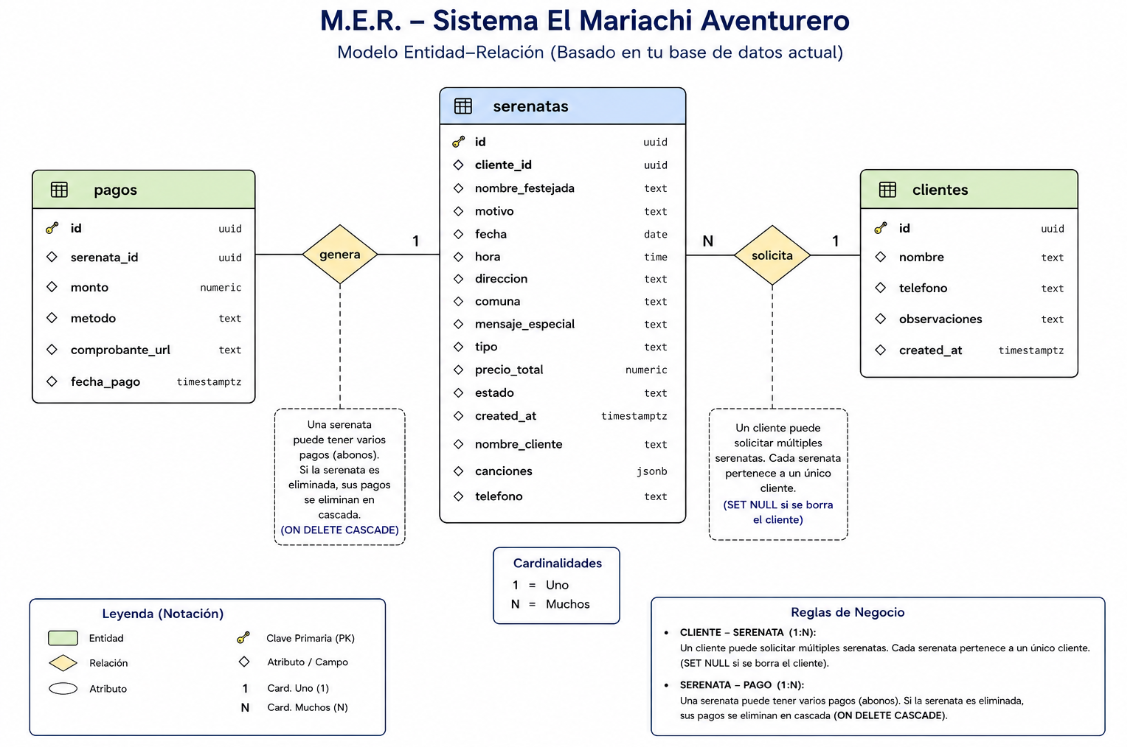 M.E.R. – Sistema El Mariachi Aventurero
Modelo Entidad–Relación (Basado en tu base de datos actual)
pagos
id uuid
serenata_id uuid
monto numeric
metodo text
comprobante_url text
fecha_pago timestamptz
genera
1
serenatas
id uuid
cliente_id uuid
nombre_festejada text
motivo text
fecha date
hora time
direccion text
comuna text
mensaje_especial text
tipo text
precio_total numeric
estado text
created_at timestamptz
nombre_cliente text
canciones jsonb
telefono text
N
solicita
1
clientes
id uuid
nombre text
telefono text
observaciones text
created_at timestamptz
Una serenata
puede tener varios
pagos (abonos).
Si la serenata es
eliminada, sus pagos
se eliminan en
cascada.
(ON DELETE CASCADE)
Un cliente puede
solicitar múltiples
serenatas. Cada serenata
pertenece a un único
cliente.
(SET NULL si se borra
el cliente)
Cardinalidades
1 = Uno
N = Muchos
Leyenda (Notación)
Entidad
Relación
Atributo
Clave Primaria (PK)
Atributo / Campo
1 Card. Uno (1)
N Card. Muchos (N)
Reglas de Negocio
• CLIENTE – SERENATA (1:N):
Un cliente puede solicitar múltiples serenatas. Cada serenata pertenece a un único cliente.
(SET NULL si se borra el cliente).
• SERENATA – PAGO (1:N):
Una serenata puede tener varios pagos (abonos). Si la serenata es eliminada,
sus pagos se eliminan en cascada (ON DELETE CASCADE).